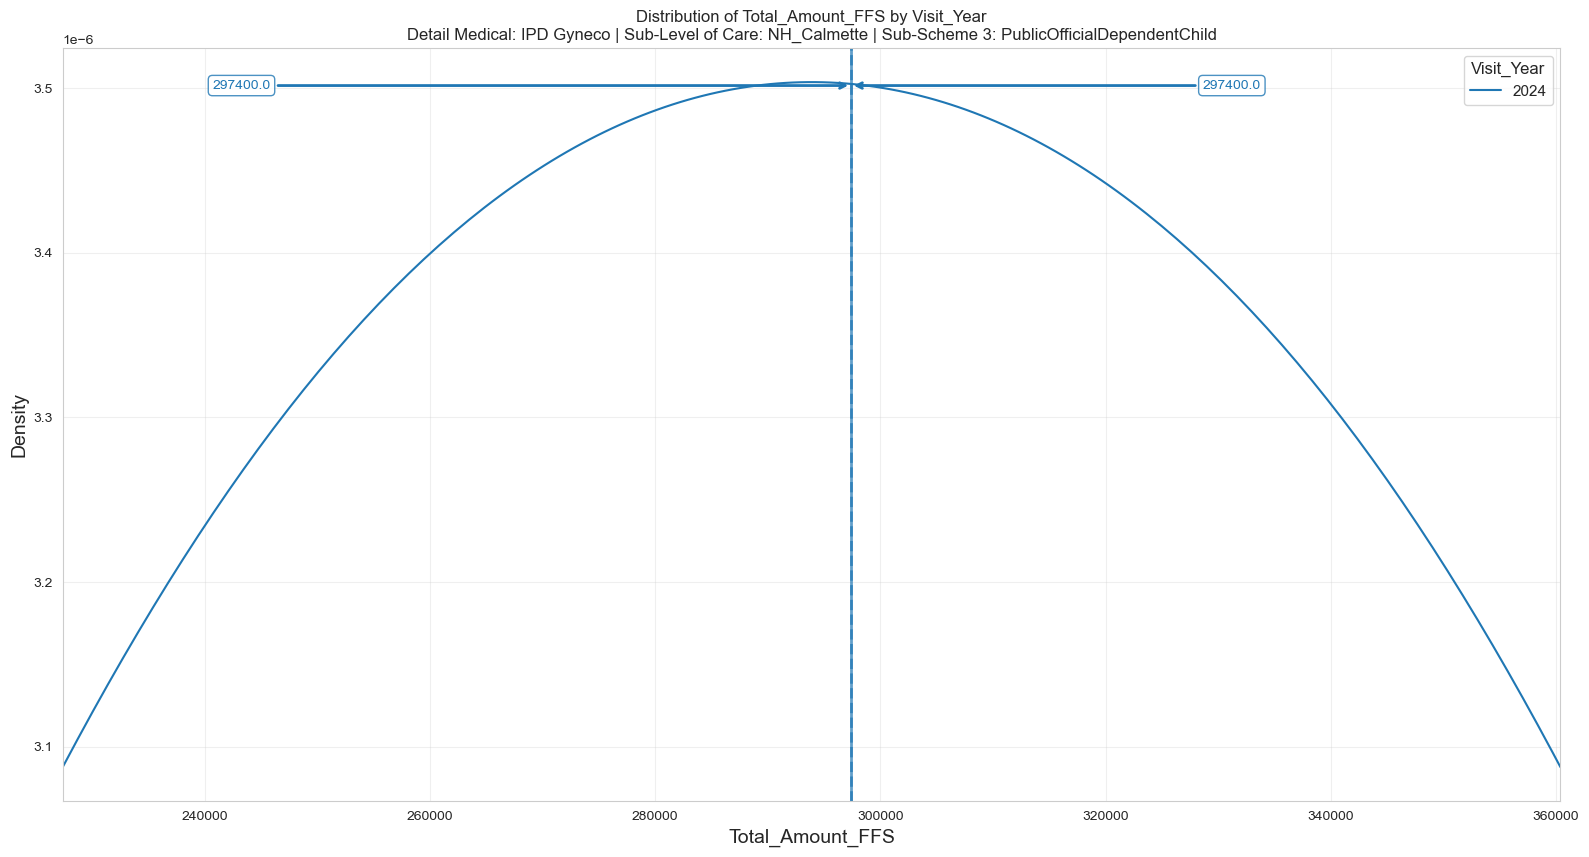 Distribution of Total_Amount_FFS by Visit_Year
Detail Medical: IPD Gyneco | Sub-Level of Care: NH_Calmette | Sub-Scheme 3: PublicOfficialDependentChild
1e−6
3.5
3.4
3.3
3.2
3.1
Density
297400.0
297400.0
Visit_Year
2024
240000
260000
280000
300000
320000
340000
360000
Total_Amount_FFS